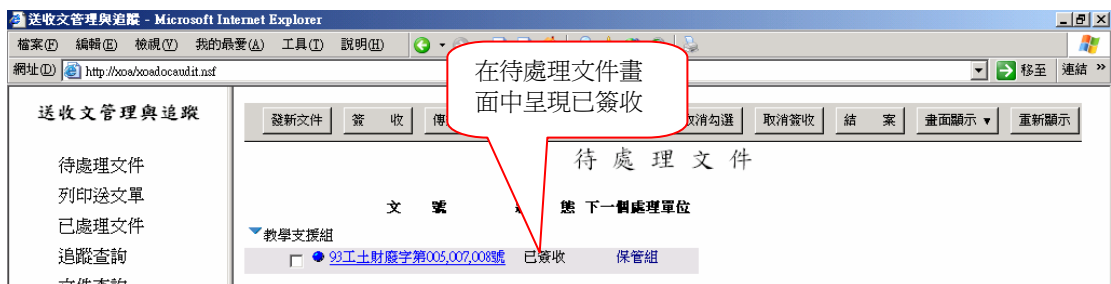 送收文管理與追蹤 - Microsoft Internet Explorer
檔案(F) 編輯(E) 檢視(V) 我的最愛(A) 工具(T) 說明(H)
網址(D) http://xoa/xoadocaudit.nsf 移至 連結 »
在待處理文件畫
面中呈現已簽收
送收文管理與追蹤
發新文件 簽 收 傳 取消勾選 取消簽收 結 案 畫面顯示 ▼ 重新顯示
待處理文件
待處理文件
列印送文單
已處理文件
追蹤查詢
文件查詢
文 號 態 下一個處理單位
教學支援組
93工土財廢字第005,007,008號 已簽收 保管組